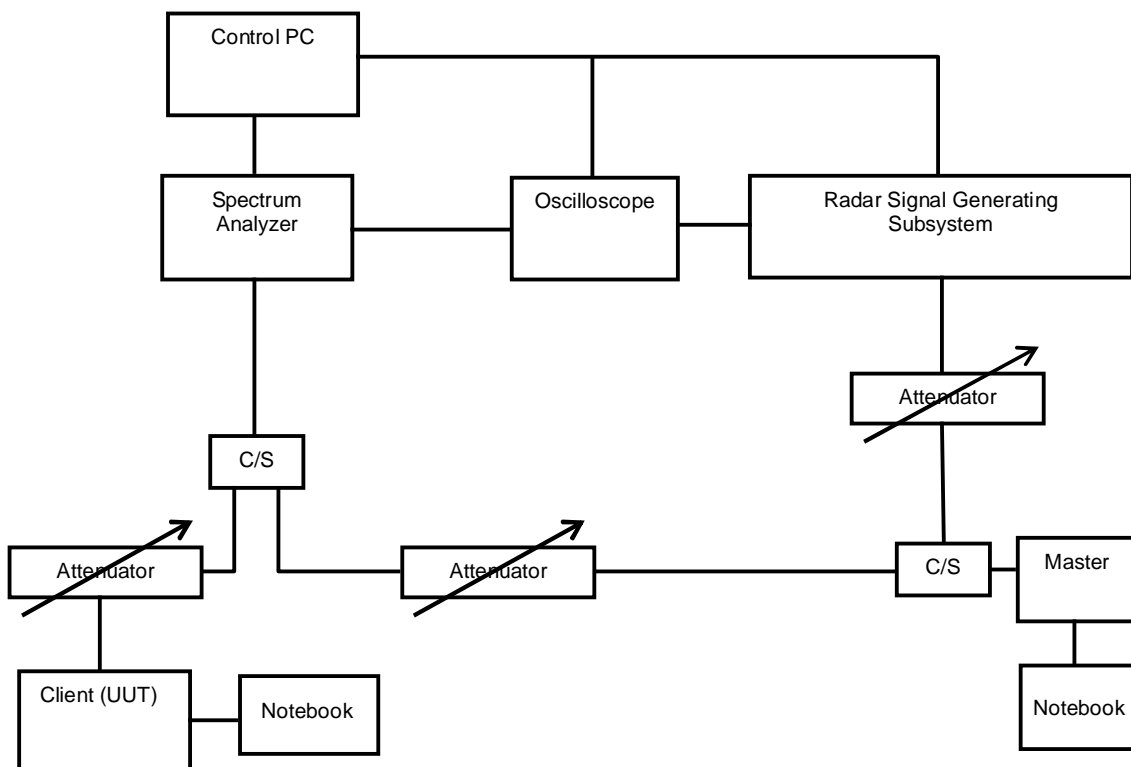 Control PC
Spectrum
Analyzer
Oscilloscope
Radar Signal Generating
Subsystem
Attenuator
C/S
Attenuator
Attenuator
C/S
Master
Client (UUT)
Notebook
Notebook